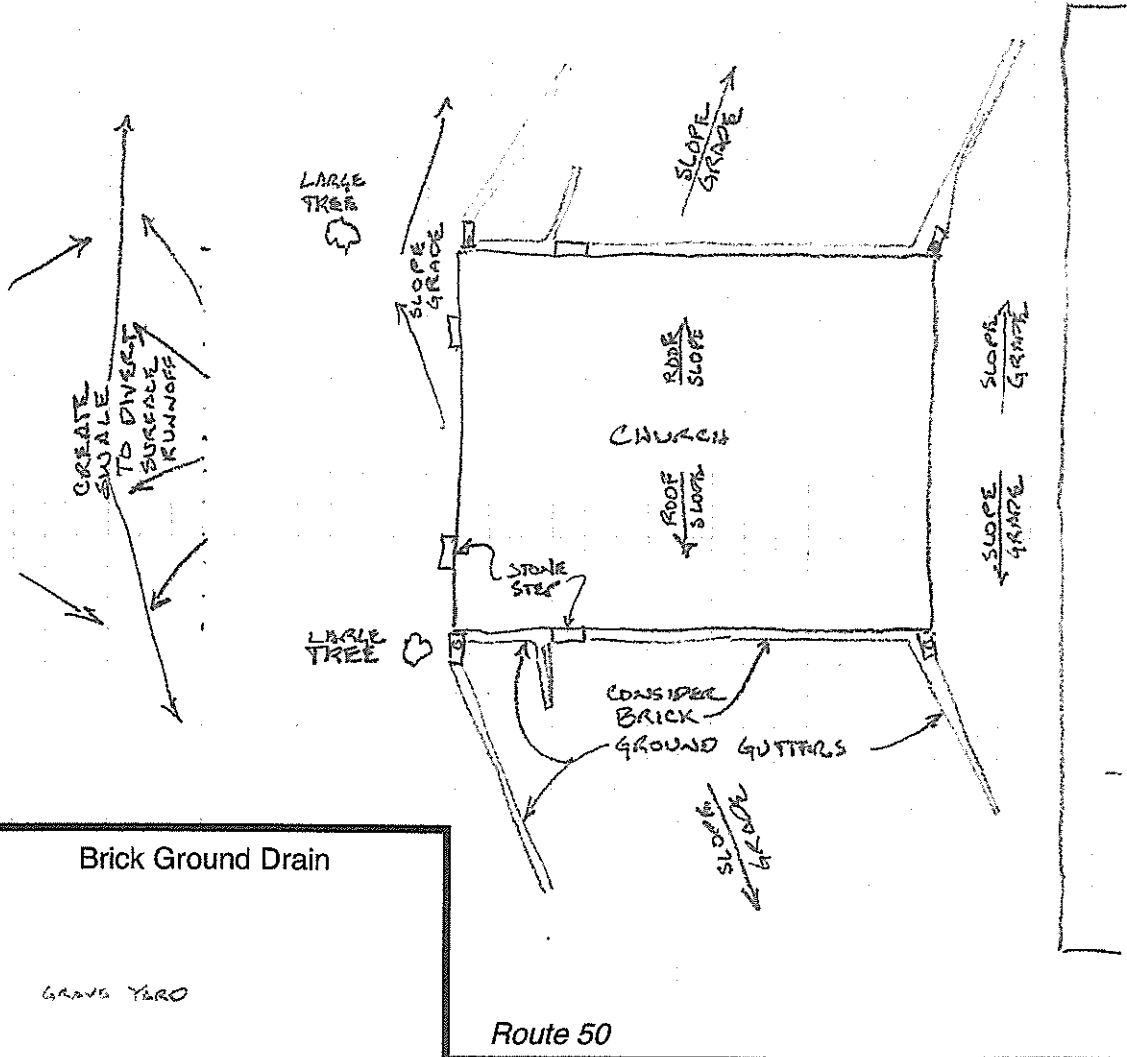 SLOPE
GRADE
LARGE
TREE
SLOPE
GRADE
CREATE
SWALE
TO DIVERT
SURFACE
RUNNOFF
ROOF
SLOPE
SLOPE
GRADE
CHURCH
ROOF
SLOPE
SLOPE
GRADE
STONE
STEP
LARGE
TREE
CONSIDER
BRICK
GROUND GUTTERS
SLOPE
GRADE
Brick Ground Drain
GRAVE YARD
Route 50